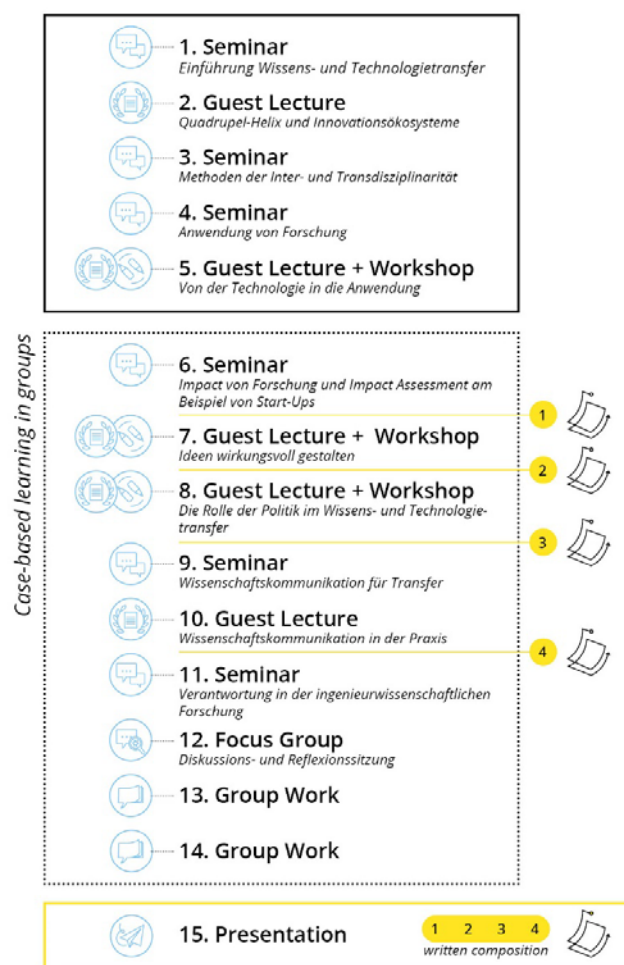 1. Seminar
Einführung Wissens- und Technologietransfer
2. Guest Lecture
Quadrupel-Helix und Innovationsökosysteme
3. Seminar
Methoden der Inter- und Transdisziplinarität
4. Seminar
Anwendung von Forschung
5. Guest Lecture + Workshop
Von der Technologie in die Anwendung
Case-based learning in groups
6. Seminar
Impact von Forschung und Impact Assessment am
Beispiel von Start-Ups
1
7. Guest Lecture + Workshop
Ideen wirkungsvoll gestalten
2
8. Guest Lecture + Workshop
Die Rolle der Politik im Wissens- und Technologie-
transfer
3
9. Seminar
Wissenschaftskommunikation für Transfer
10. Guest Lecture
Wissenschaftskommunikation in der Praxis
4
11. Seminar
Verantwortung in der ingenieurwissenschaftlichen
Forschung
12. Focus Group
Diskussions- und Reflexionssitzung
13. Group Work
14. Group Work
15. Presentation
1 2 3 4
written composition